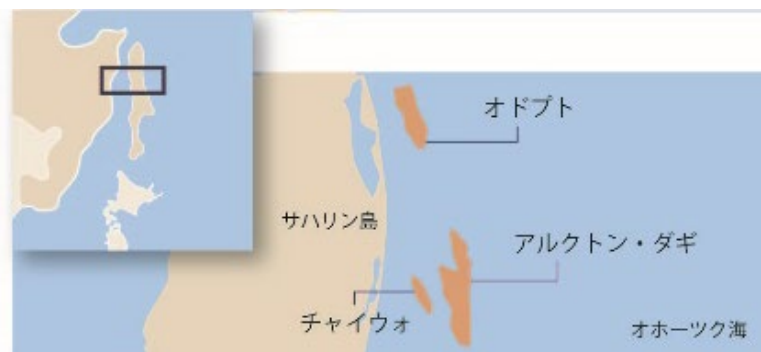 オドプト
サハリン島
アルクトン・ダギ
チャイウォ
オホーツク海